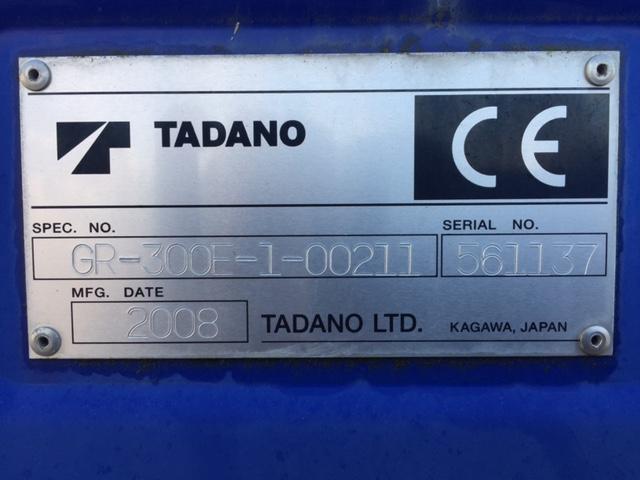 TADANO
CE
SPEC. NO.
SERIAL NO.
GR-300E-1-00211
561137
MFG. DATE
2008
TADANO LTD. KAGAWA, JAPAN